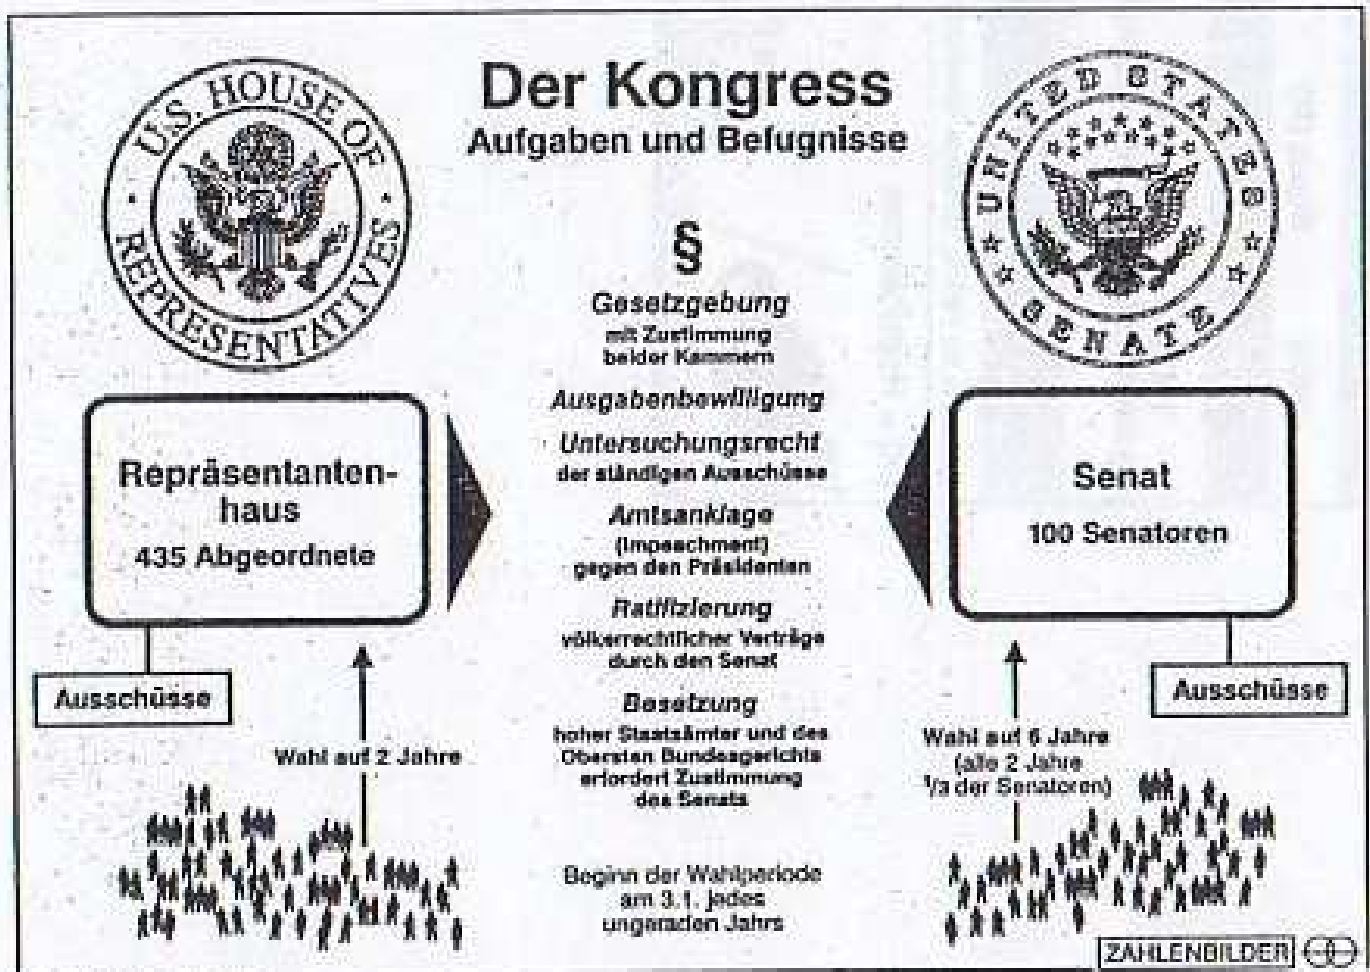 Der Kongress
Aufgaben und Befugnisse
U.S. HOUSE OF
REPRESENTATIVES
UNITED STATES
SENATE
§
Gesetzgebung
mit Zustimmung
beider Kammern
Ausgabenbewilligung
Untersuchungsrecht
der ständigen Ausschüsse
Amtsanklage
(Impeachment)
gegen den Präsidenten
Ratifizierung
völkerrechtlicher Verträge
durch den Senat
Besetzung
hoher Staatsämter und des
Obersten Bundesgerichts
erfordert Zustimmung
des Senats
Beginn der Wahlperiode
am 3.1. jedes
ungeraden Jahrs
Repräsentanten-
haus
435 Abgeordnete
Ausschüsse
Wahl auf 2 Jahre
Senat
100 Senatoren
Ausschüsse
Wahl auf 6 Jahre
(alle 2 Jahre
1/3 der Senatoren)
ZAHLENBILDER